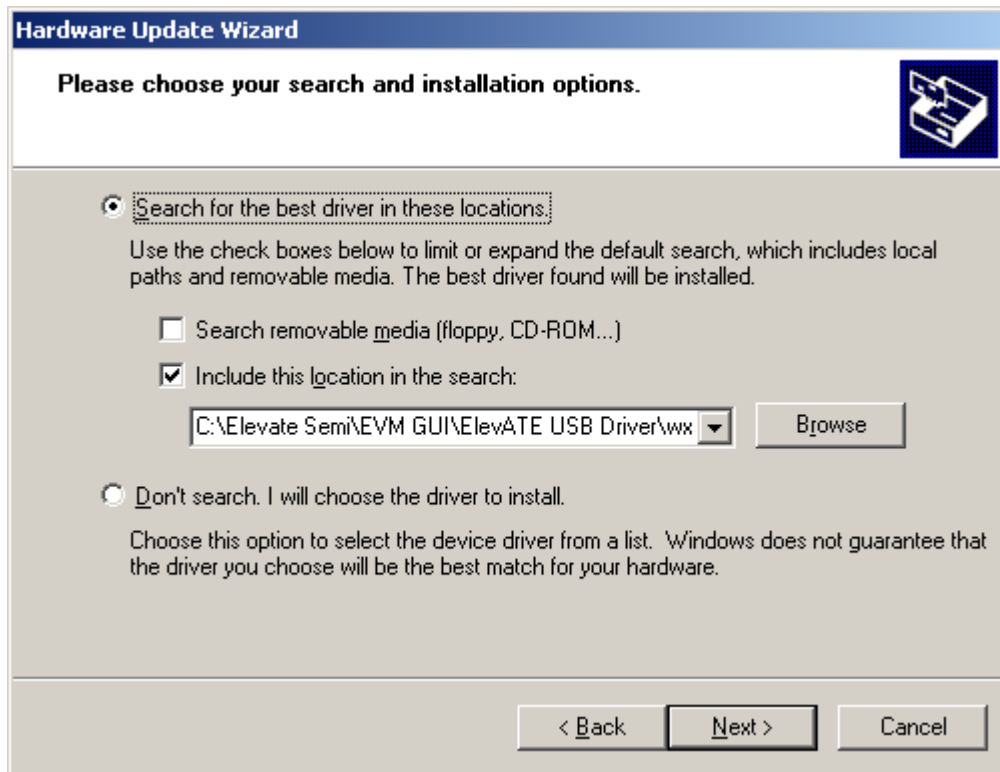 Hardware Update Wizard
Please choose your search and installation options.
Search for the best driver in these locations.
Use the check boxes below to limit or expand the default search, which includes local
paths and removable media. The best driver found will be installed.
Search removable media (floppy, CD-ROM...)
Include this location in the search:
C:\Elevate Semi\EVM GUI\ElevATE USB Driver\wx
Browse
Don't search. I will choose the driver to install.
Choose this option to select the device driver from a list.  Windows does not guarantee that
the driver you choose will be the best match for your hardware.
< Back
Next >
Cancel